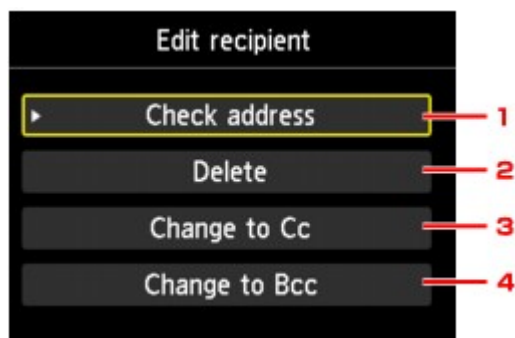 Edit recipient
Check address 1
Delete 2
Change to Cc 3
Change to Bcc 4